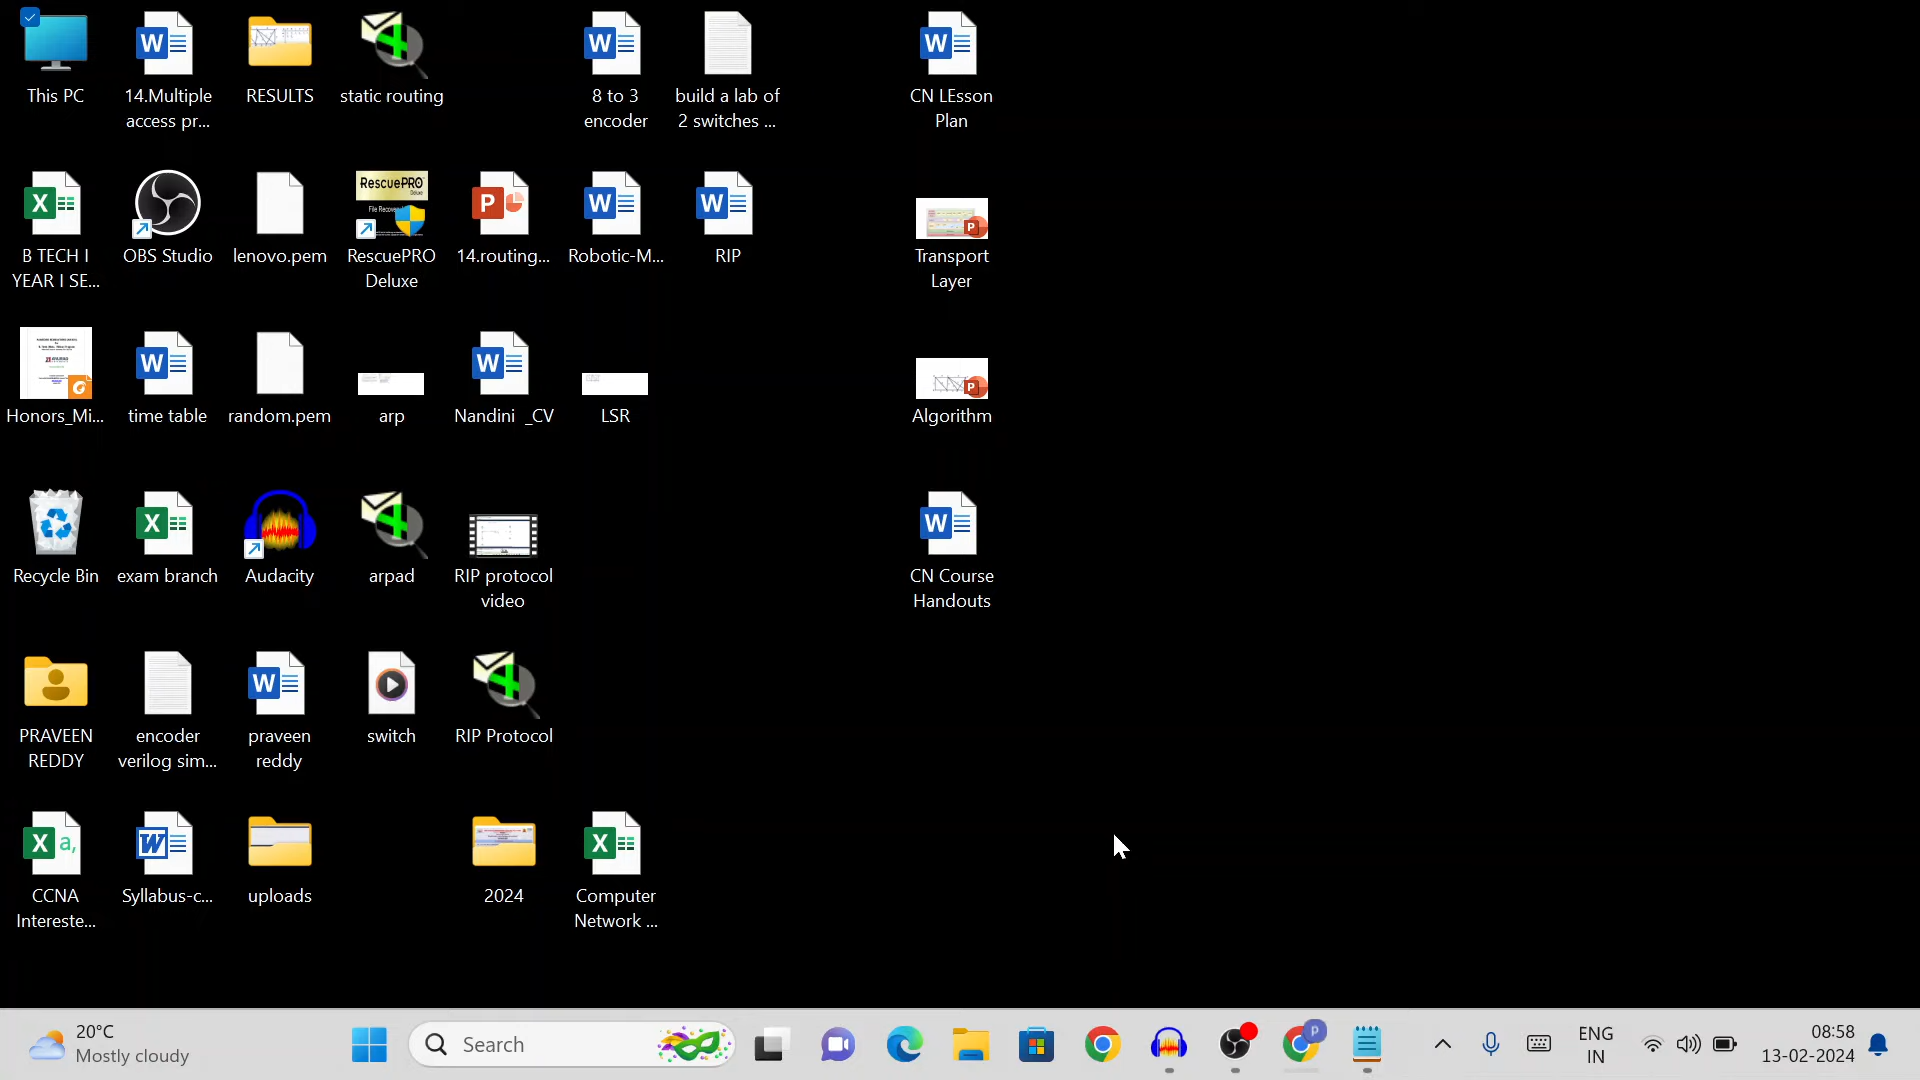 This PC
14.Multiple
access pr...
RESULTS
static routing
8 to 3
encoder
build a lab of
2 switches ...
CN LEsson
Plan
B TECH I
YEAR I SE...
OBS Studio
lenovo.pem
RescuePRO
Deluxe
RescuePRO
Deluxe
14.routing...
Robotic-M...
RIP
Transport
Layer
Honors_Mi...
time table
random.pem
arp
Nandini _CV
LSR
Algorithm
Recycle Bin
exam branch
Audacity
arpad
RIP protocol
video
CN Course
Handouts
PRAVEEN
REDDY
encoder
verilog sim...
praveen
reddy
switch
RIP Protocol
CCNA
Intereste...
Syllabus-c...
uploads
2024
Computer
Network ...
20°C
Mostly cloudy
Search
ENG
IN
08:58
13-02-2024